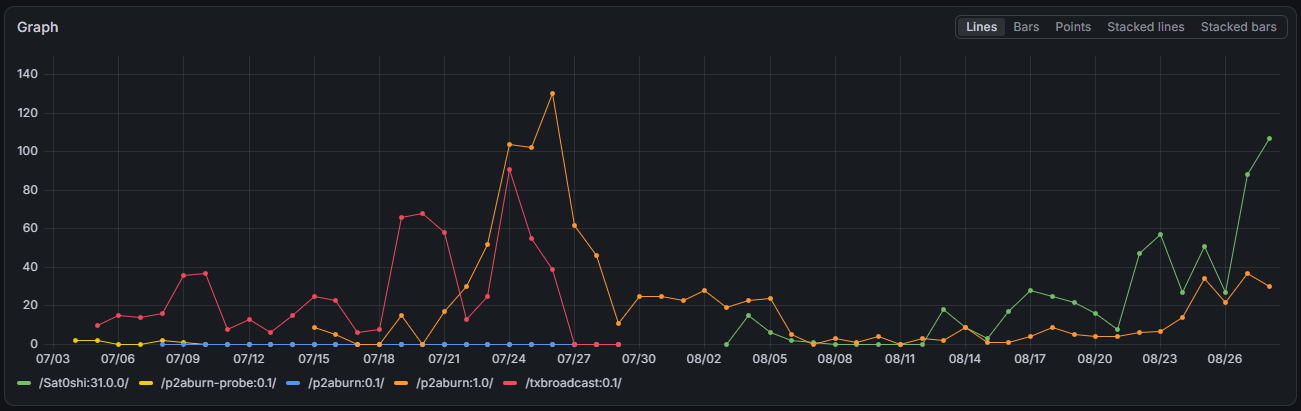 Graph
Lines Bars Points Stacked lines Stacked bars
140
120
100
80
60
40
20
0
07/03 07/06 07/09 07/12 07/15 07/18 07/21 07/24 07/27 07/30 08/02 08/05 08/08 08/11 08/14 08/17 08/20 08/23 08/26
/Sat0shi:31.0.0/ /p2aburn-probe:0.1/ /p2aburn:0.1/ /p2aburn:1.0/ /txbroadcast:0.1/